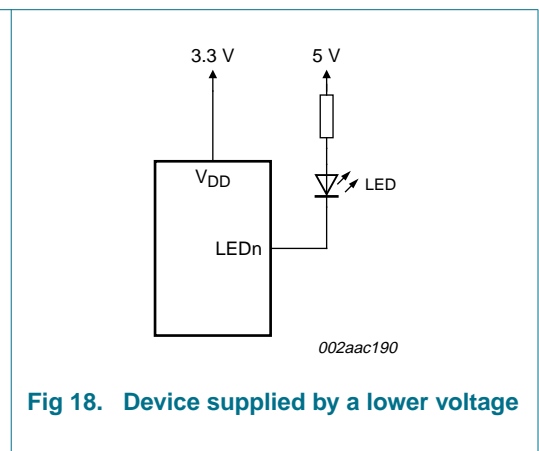 3.3 V 5 V
VDD
LED
LEDn
002aac190
Fig 18. Device supplied by a lower voltage